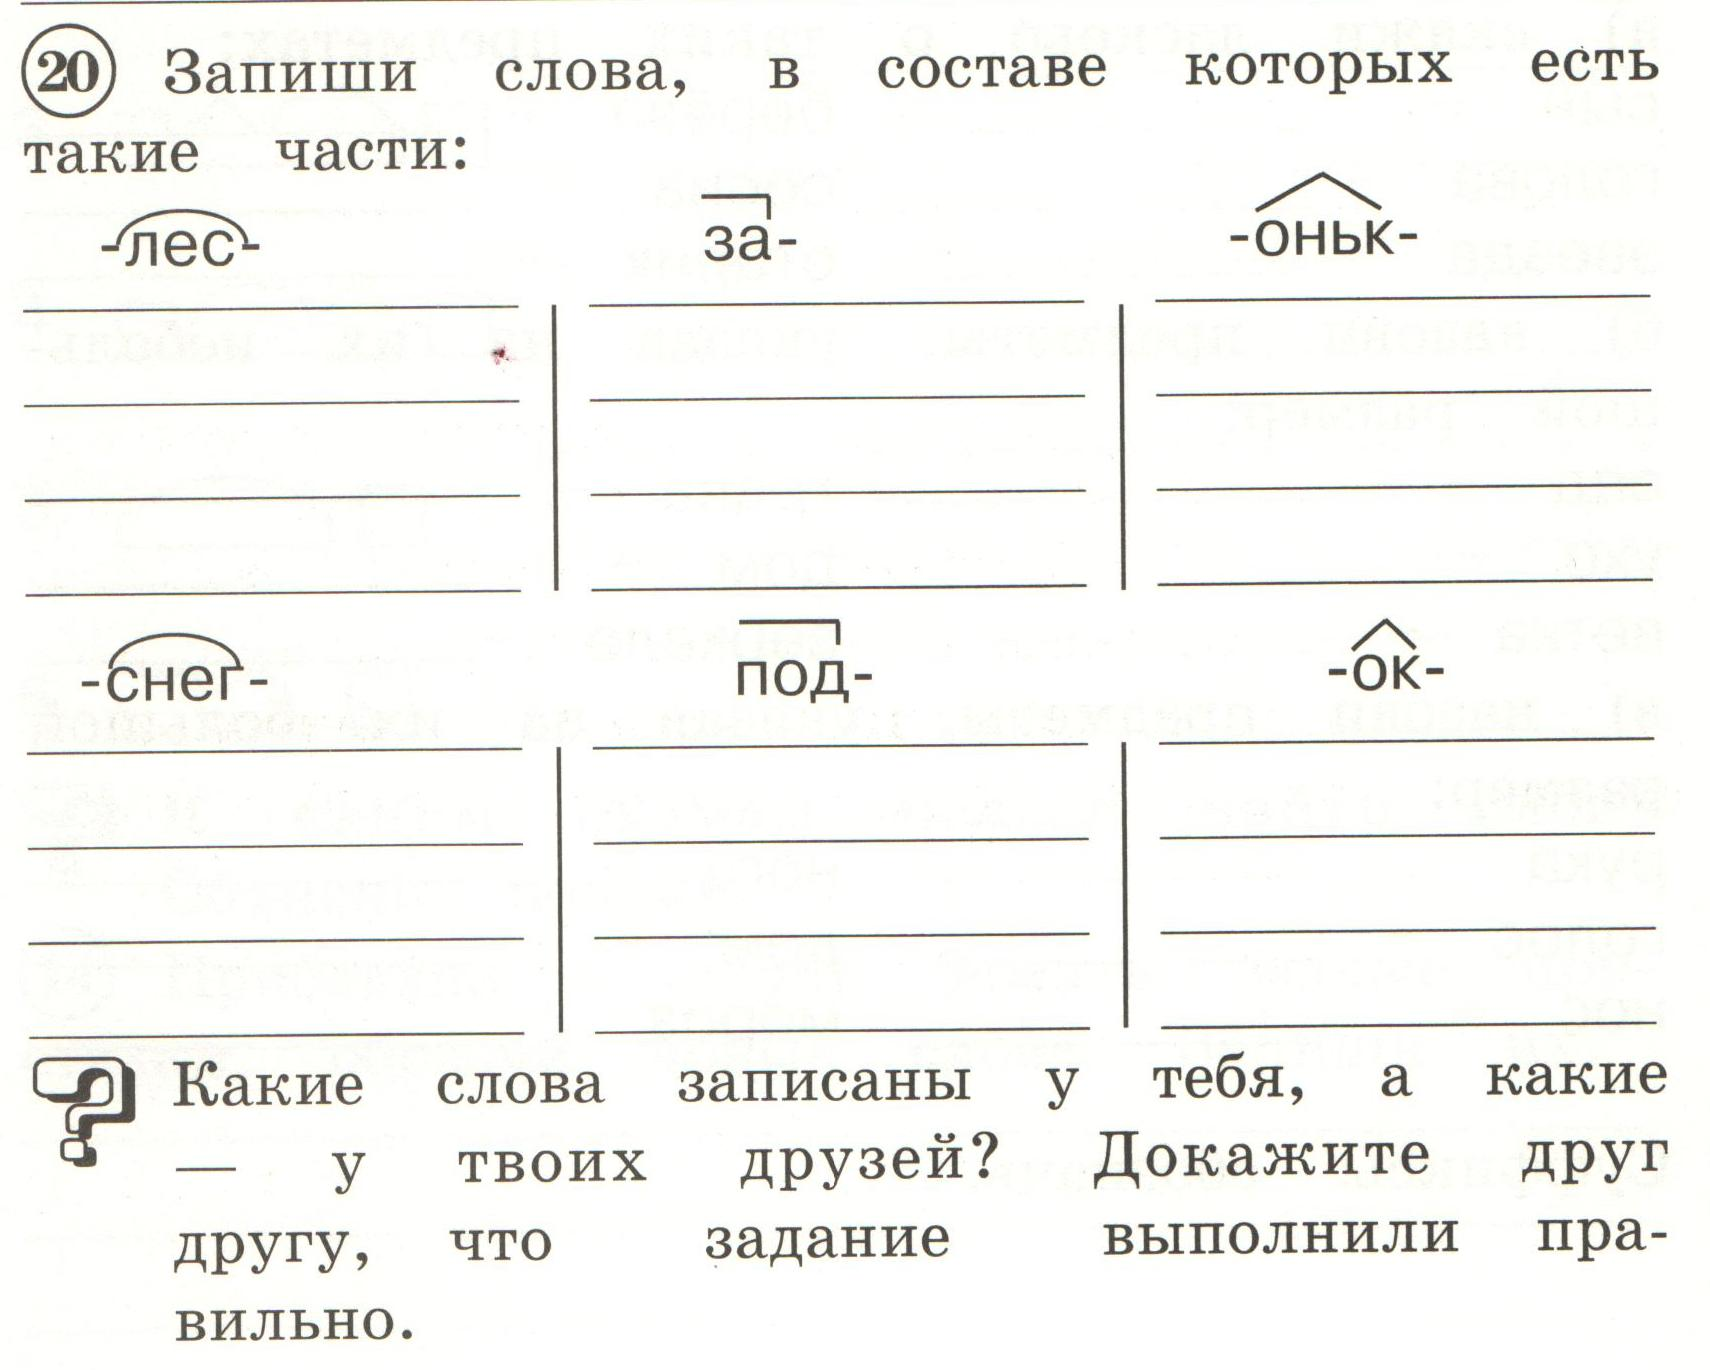 20 Запиши слова, в составе которых есть
такие части:
-лес- за- -оньк-
-снег- под- -ок-
Какие слова записаны у тебя, а какие
— у твоих друзей? Докажите друг
другу, что задание выполнили пра-
вильно.